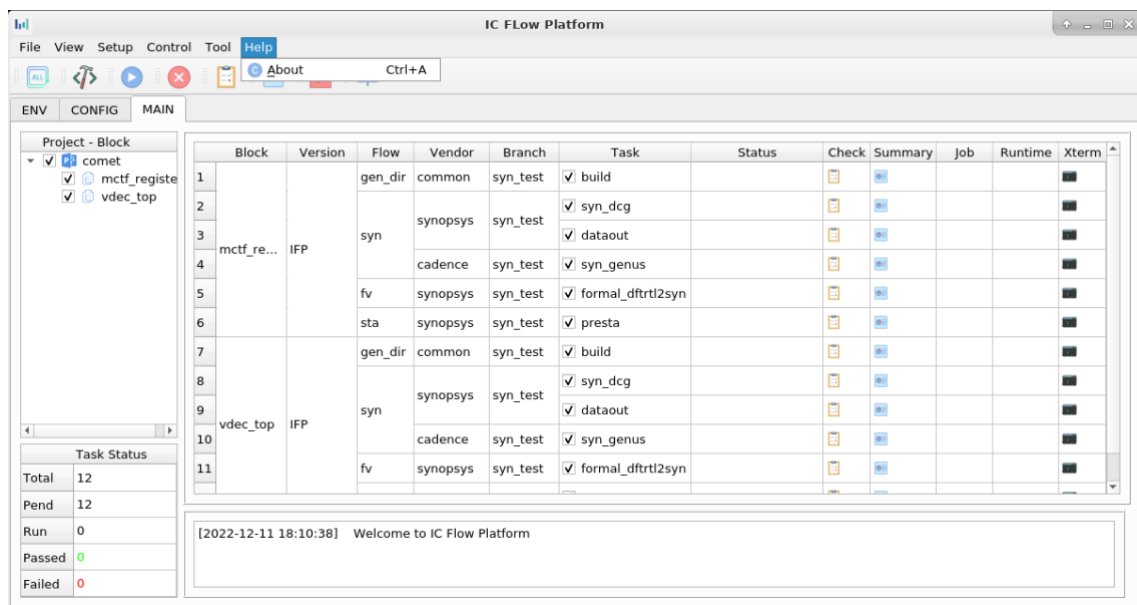 IC FLow Platform
File View Setup Control Tool Help
About Ctrl+A
ALL
ENV CONFIG MAIN
Project - Block
comet
mctf_registe
vdec_top
Block Version Flow Vendor Branch Task Status Check Summary Job Runtime Xterm
1 gen_dir common syn_test build
2 syn_dcg
synopsys syn_test
3 syn dataout
mctf_re... IFP
4 cadence syn_test syn_genus
5 fv synopsys syn_test formal_dftrtl2syn
6 sta synopsys syn_test presta
7 gen_dir common syn_test build
8 syn_dcg
synopsys syn_test
9 syn dataout
vdec_top IFP
10 cadence syn_test syn_genus
11 fv synopsys syn_test formal_dftrtl2syn
Task Status
Total 12
Pend 12
Run 0
Passed 0
Failed 0
[2022-12-11 18:10:38] Welcome to IC Flow Platform